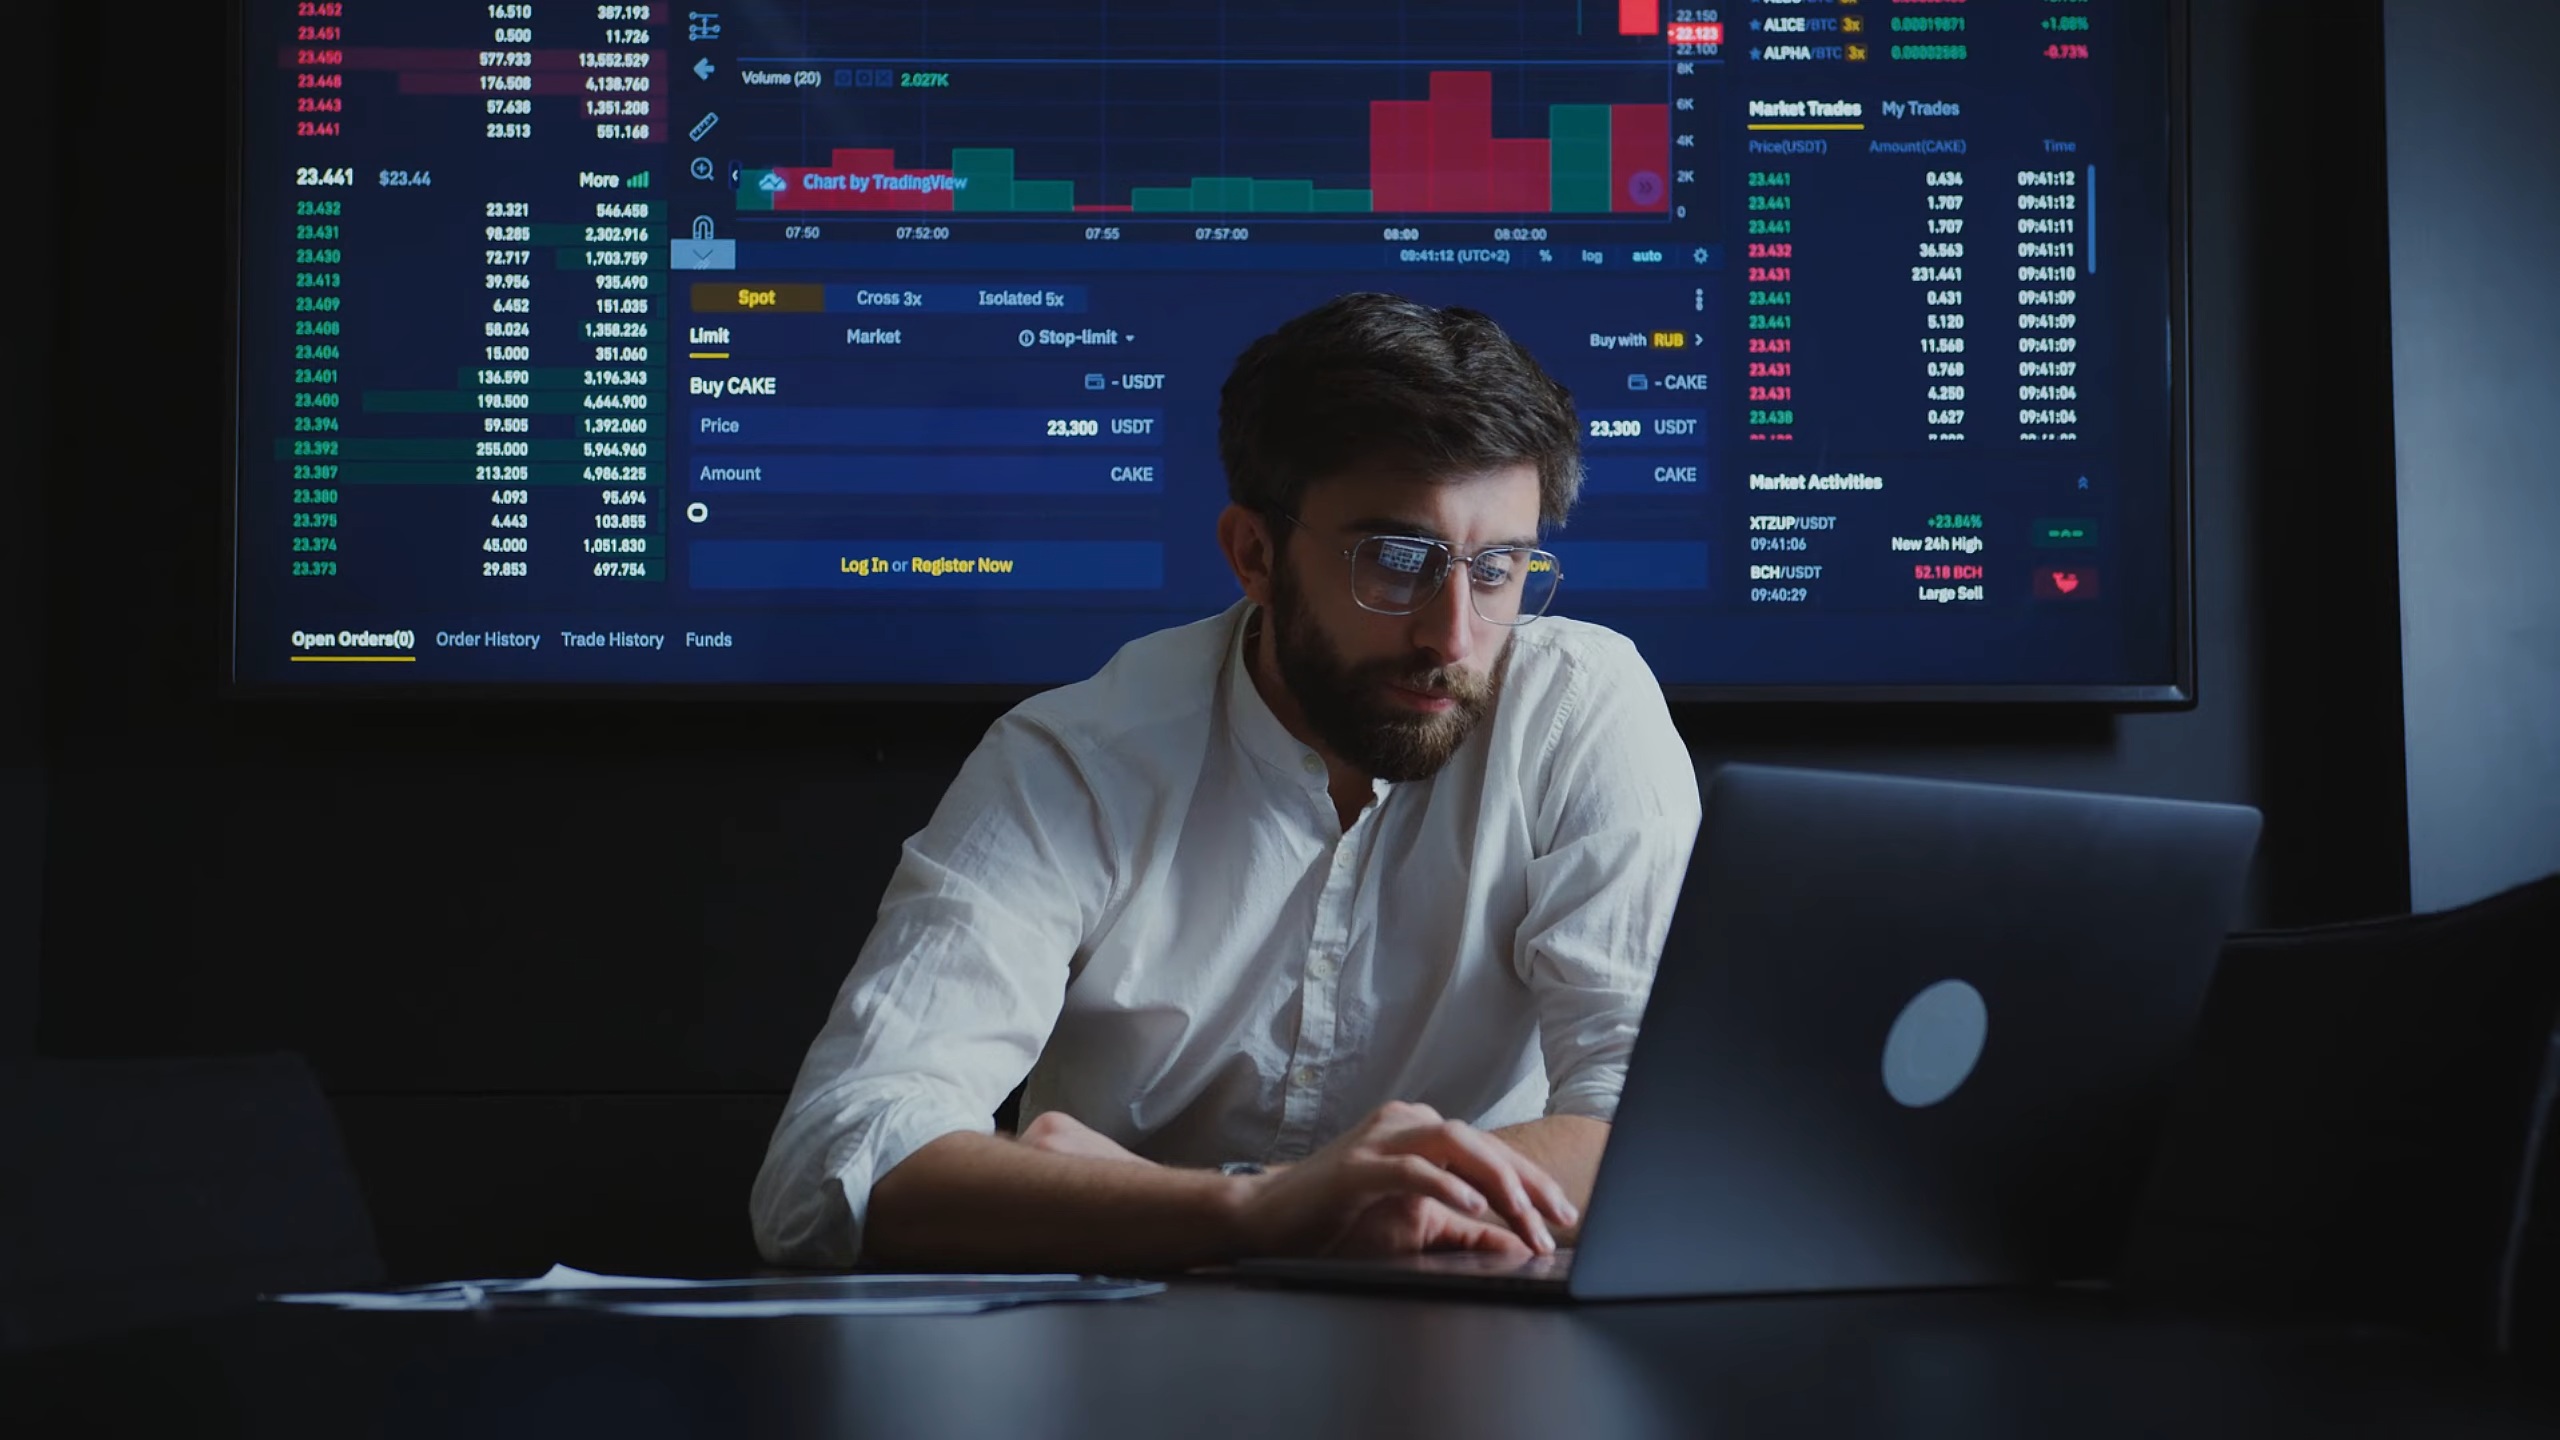 23.452 16.510 387.193
23.451 0.500 11.726
23.450 577.933 13,552.529
23.448 176.508 4,138.760
23.443 57.638 1,351.208
23.441 23.513 551.168
23.441 $23.44 More
23.432 23.321 546.458
23.431 98.285 2,302.916
23.430 72.717 1,703.759
23.413 39.956 935.490
23.409 6.452 151.035
23.408 58.024 1,358.226
23.404 15.000 351.060
23.401 136.590 3,196.343
23.400 198.500 4,644.900
23.394 59.505 1,392.060
23.392 255.000 5,964.960
23.387 213.205 4,986.225
23.380 4.093 95.694
23.375 4.443 103.855
23.374 45.000 1,051.830
23.373 29.853 697.754
Open Orders(0) Order History Trade History Funds
22.150
22.123
22.100
Volume (20) 2.027K
8K
6K
4K
2K
0
Chart by TradingView
07:50 07:52:00 07:55 07:57:00 08:00 08:02:00
09:41:12 (UTC+2) % log auto
Spot Cross 3x Isolated 5x
Limit Market Stop-limit
Buy with RUB
Buy CAKE - USDT
- CAKE
Price 23,300 USDT
23,300 USDT
Amount CAKE
CAKE
Log In or Register Now
ow
ALICE/BTC 3x 0.00019871 +1.08%
ALPHA/BTC 3x -0.73%
Market Trades My Trades
Price(USDT) Amount(CAKE) Time
23.441 0.434 09:41:12
23.441 1.707 09:41:12
23.441 1.707 09:41:11
23.432 36.563 09:41:11
23.431 231.441 09:41:10
23.441 0.431 09:41:09
23.441 5.120 09:41:09
23.431 11.568 09:41:09
23.431 0.768 09:41:07
23.431 4.250 09:41:04
23.438 0.627 09:41:04
Market Activities
XTZUP/USDT +23.84%
09:41:06 New 24h High
BCH/USDT 52.18 BCH
09:40:29 Large Sell